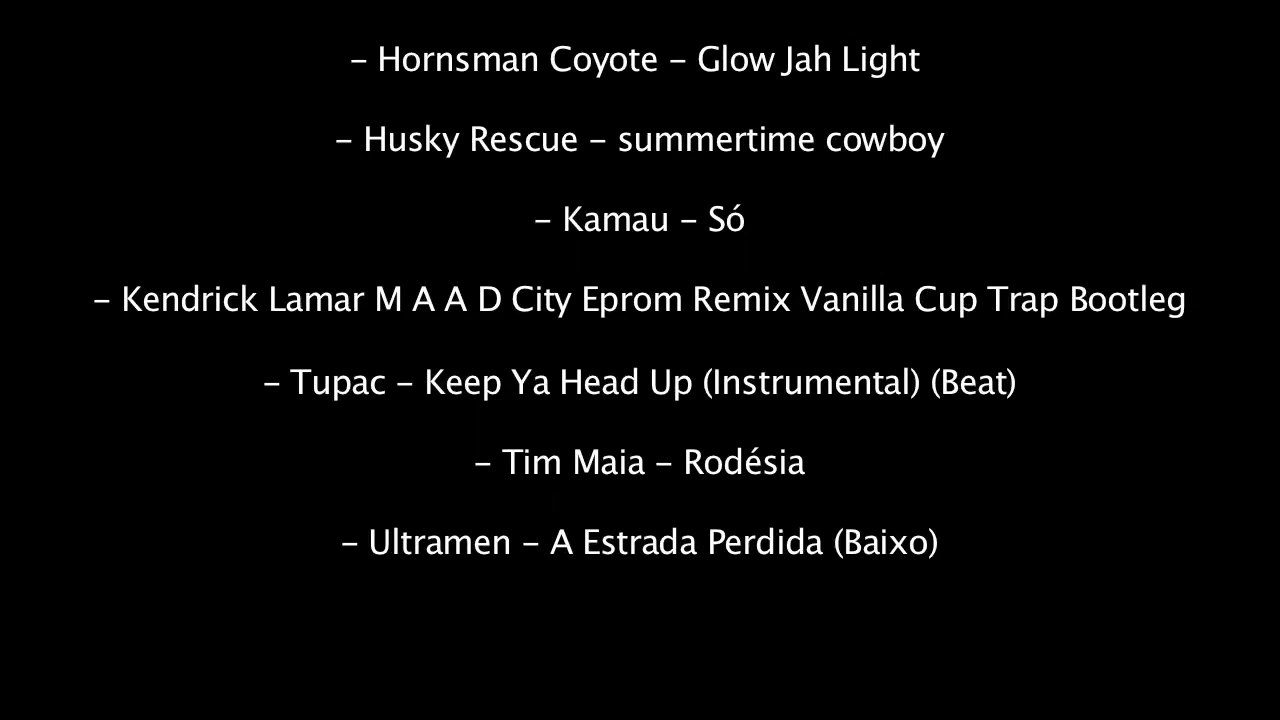 – Hornsman Coyote – Glow Jah Light
– Husky Rescue – summertime cowboy
– Kamau – Só
– Kendrick Lamar M A A D City Eprom Remix Vanilla Cup Trap Bootleg
– Tupac – Keep Ya Head Up (Instrumental) (Beat)
– Tim Maia – Rodésia
– Ultramen – A Estrada Perdida (Baixo)